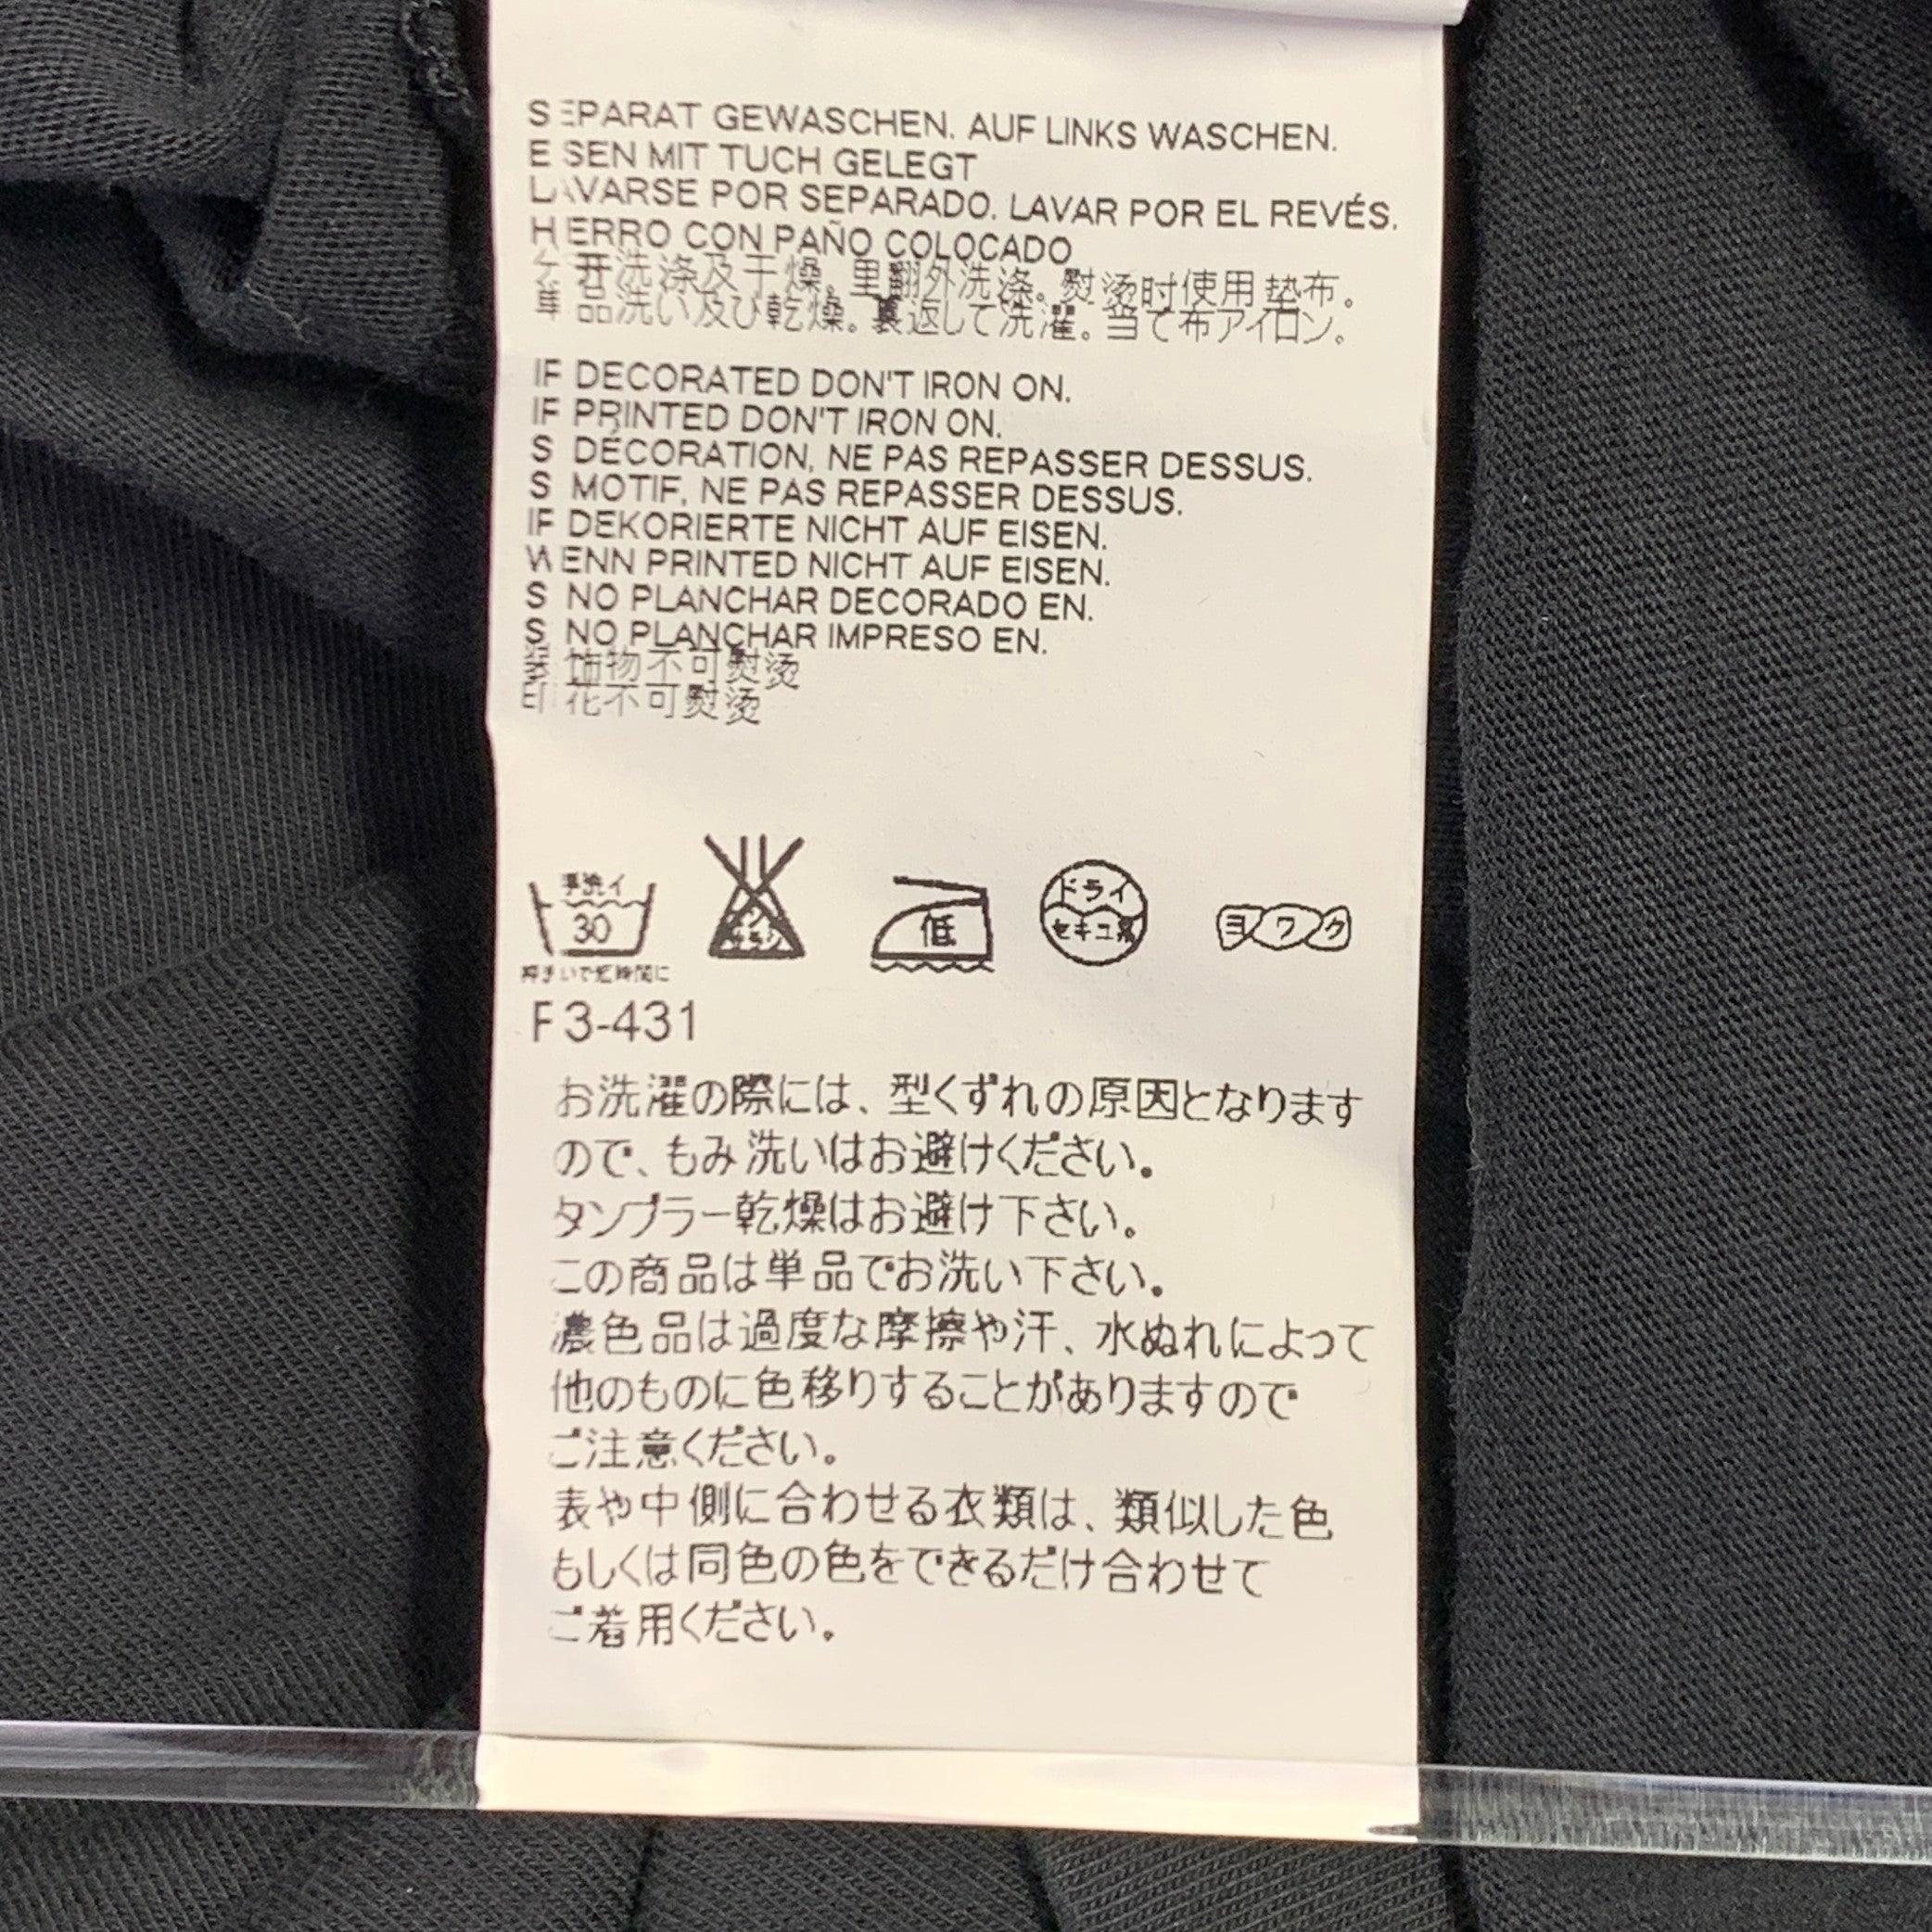 SEPARAT GEWASCHEN. AUF LINKS WASCHEN.
EISEN MIT TUCH GELEGT
LAVARSE POR SEPARADO. LAVAR POR EL REVÉS.
HIERRO CON PAÑO COLOCADO
分开洗涤及干燥。里翻外洗涤。熨烫时使用垫布。
単品洗い及び乾燥。裏返して洗濯。当て布アイロン。
IF DECORATED DON'T IRON ON.
IF PRINTED DON'T IRON ON.
SI DÉCORATION, NE PAS REPASSER DESSUS.
SI MOTIF, NE PAS REPASSER DESSUS.
IF DEKORIERTE NICHT AUF EISEN.
WENN PRINTED NICHT AUF EISEN.
SI NO PLANCHAR DECORADO EN.
SI NO PLANCHAR IMPRESO EN.
装饰物不可熨烫
印花不可熨烫
手洗イ
30
低
ドライ
セキユ系
ヨワク
押手いで短時間に
F3-431
お洗濯の際には、型くずれの原因となります
ので、もみ洗いはお避けください。
タンブラー乾燥はお避け下さい。
この商品は単品でお洗い下さい。
濃色品は過度な摩擦や汗、水ぬれによって
他のものに色移りすることがありますので
ご注意ください。
表や中側に合わせる衣類は、類似した色
もしくは同色の色をできるだけ合わせて
ご着用ください。